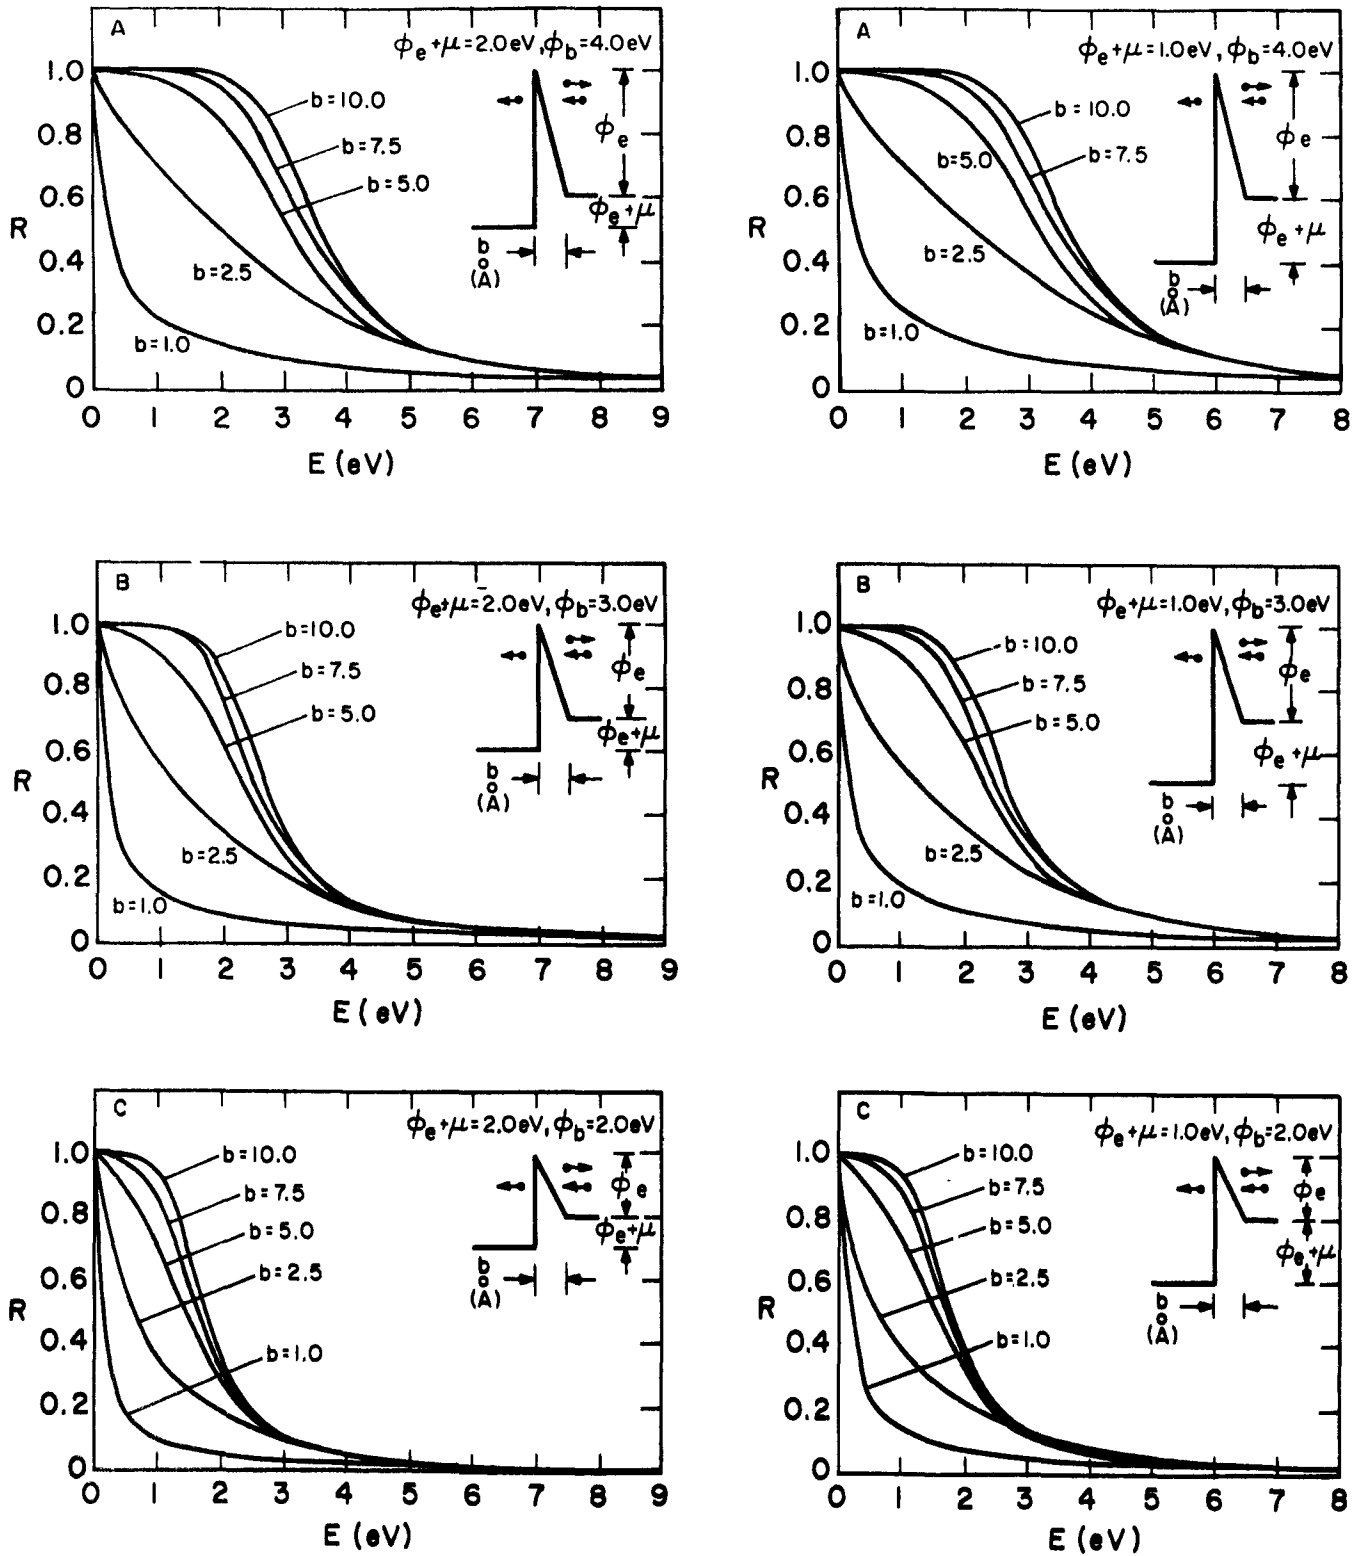 A
ϕe+μ=2.0eV, ϕb=4.0eV
1.0
0.8
0.6
R
0.4
0.2
0
b=10.0
b=7.5
b=5.0
b=2.5
b=1.0
ϕe
ϕe+μ
b
(Å)
0 1 2 3 4 5 6 7 8 9
E (eV)
A
ϕe+μ=1.0eV, ϕb=4.0eV
1.0
0.8
0.6
R
0.4
0.2
0
b=10.0
b=7.5
b=5.0
b=2.5
b=1.0
ϕe
ϕe+μ
b
(Å)
0 1 2 3 4 5 6 7 8
E (eV)
B
ϕe+μ=2.0eV, ϕb=3.0eV
1.0
0.8
0.6
R
0.4
0.2
0
b=10.0
b=7.5
b=5.0
b=2.5
b=1.0
ϕe
ϕe+μ
b
(Å)
0 1 2 3 4 5 6 7 8 9
E (eV)
B
ϕe+μ=1.0eV, ϕb=3.0eV
1.0
0.8
0.6
R
0.4
0.2
0
b=10.0
b=7.5
b=5.0
b=2.5
b=1.0
ϕe
ϕe+μ
b
(Å)
0 1 2 3 4 5 6 7 8
E (eV)
C
ϕe+μ=2.0eV, ϕb=2.0eV
1.0
0.8
0.6
R
0.4
0.2
0
b=10.0
b=7.5
b=5.0
b=2.5
b=1.0
ϕe
ϕe+μ
b
(Å)
0 1 2 3 4 5 6 7 8 9
E (eV)
C
ϕe+μ=1.0eV, ϕb=2.0eV
1.0
0.8
0.6
R
0.4
0.2
0
b=10.0
b=7.5
b=5.0
b=2.5
b=1.0
ϕe
ϕe+μ
b
(Å)
0 1 2 3 4 5 6 7 8
E (eV)